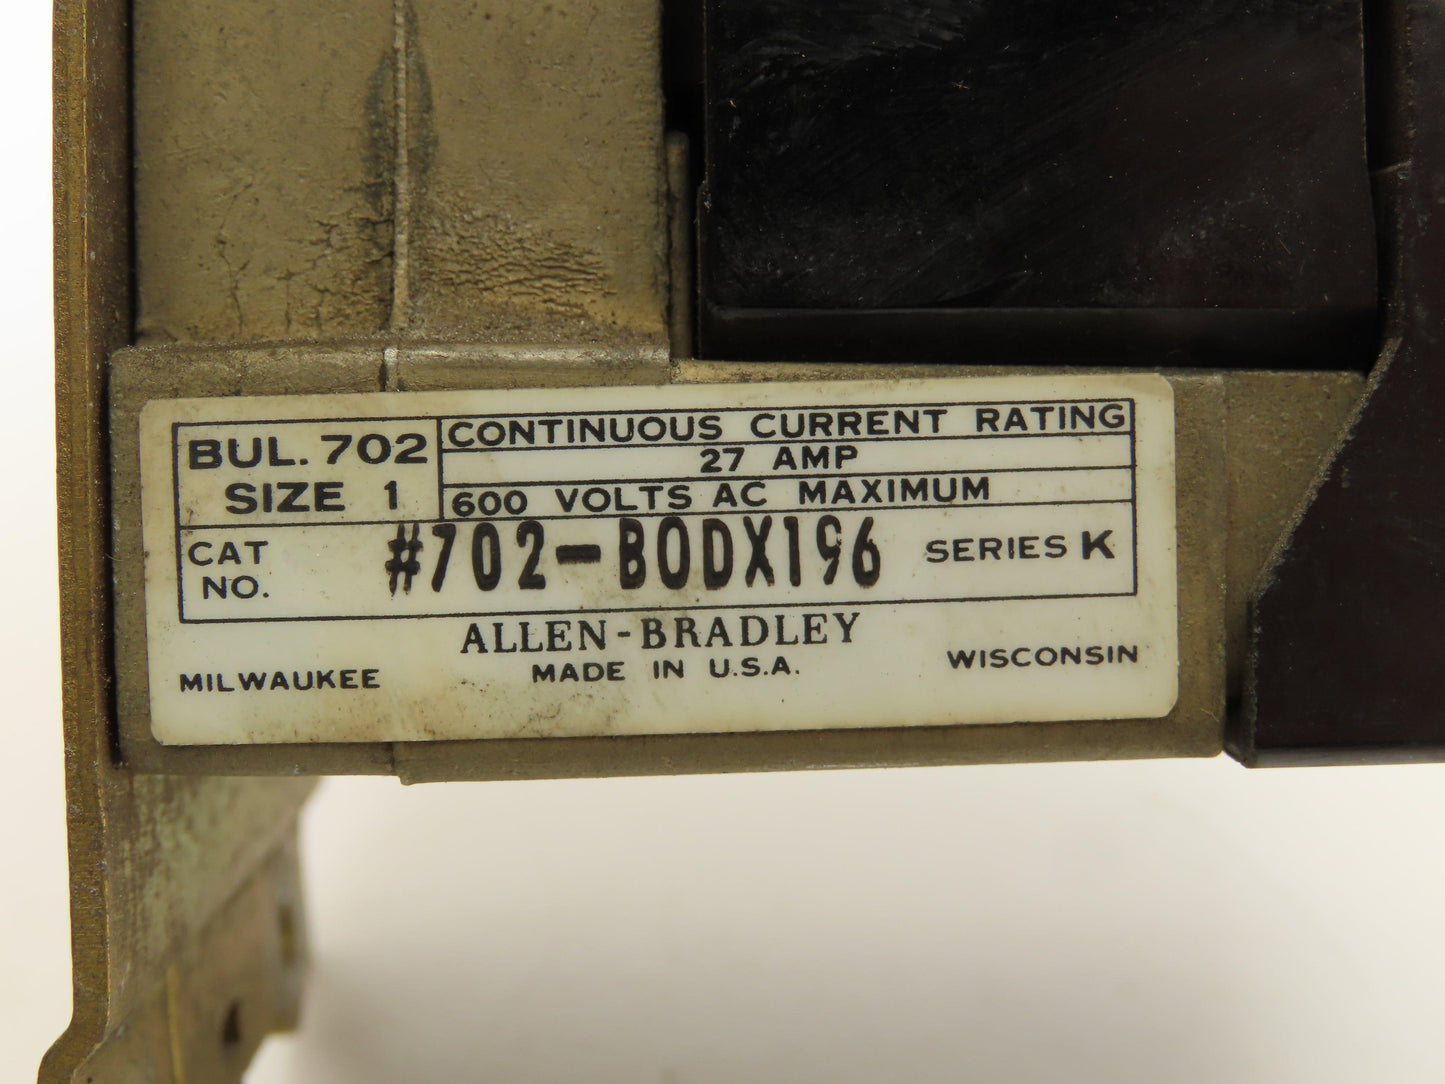 BUL. 702
SIZE 1
CONTINUOUS CURRENT RATING
27 AMP
600 VOLTS AC MAXIMUM
CAT NO. #702-BODX196 SERIES K
ALLEN-BRADLEY
MILWAUKEE MADE IN U.S.A. WISCONSIN